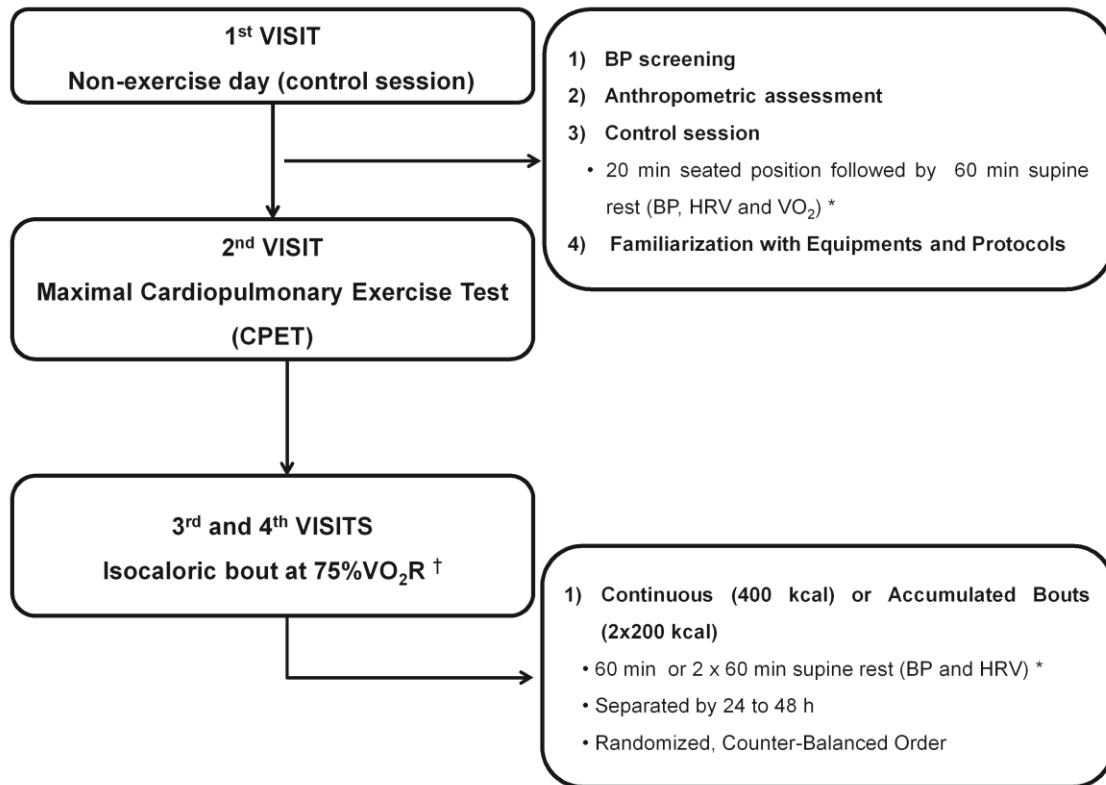 1st VISIT
Non-exercise day (control session)
1) BP screening
2) Anthropometric assessment
3) Control session
• 20 min seated position followed by 60 min supine
rest (BP, HRV and VO₂) *
4) Familiarization with Equipments and Protocols
2nd VISIT
Maximal Cardiopulmonary Exercise Test
(CPET)
3rd and 4th VISITS
Isocaloric bout at 75%VO₂R †
1) Continuous (400 kcal) or Accumulated Bouts
(2x200 kcal)
• 60 min or 2 x 60 min supine rest (BP and HRV) *
• Separated by 24 to 48 h
• Randomized, Counter-Balanced Order